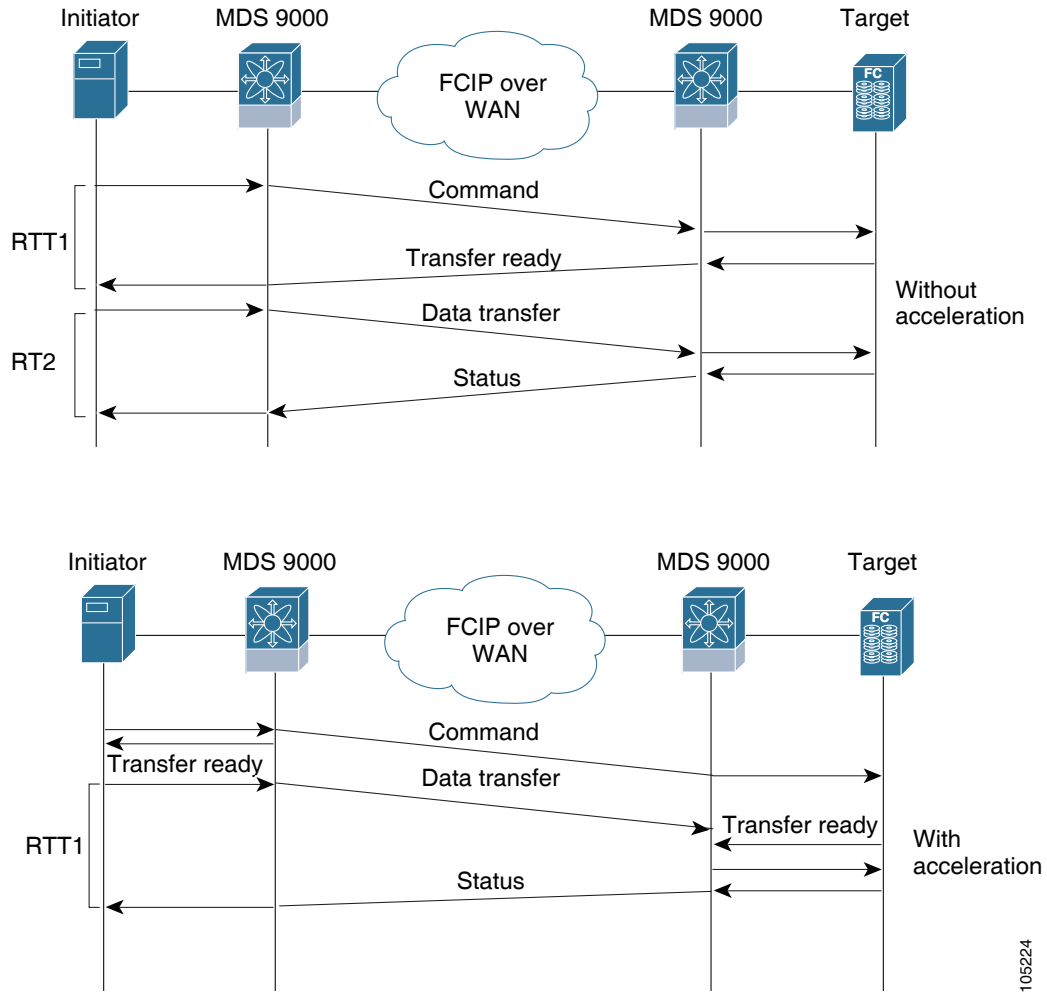 Initiator
MDS 9000
MDS 9000
Target
FCIP over
WAN
FC
Command
RTT1
Transfer ready
Without
acceleration
Data transfer
RT2
Status
Initiator
MDS 9000
MDS 9000
Target
FCIP over
WAN
FC
Command
Transfer ready
Data transfer
Transfer ready
RTT1
With
acceleration
Status
105224